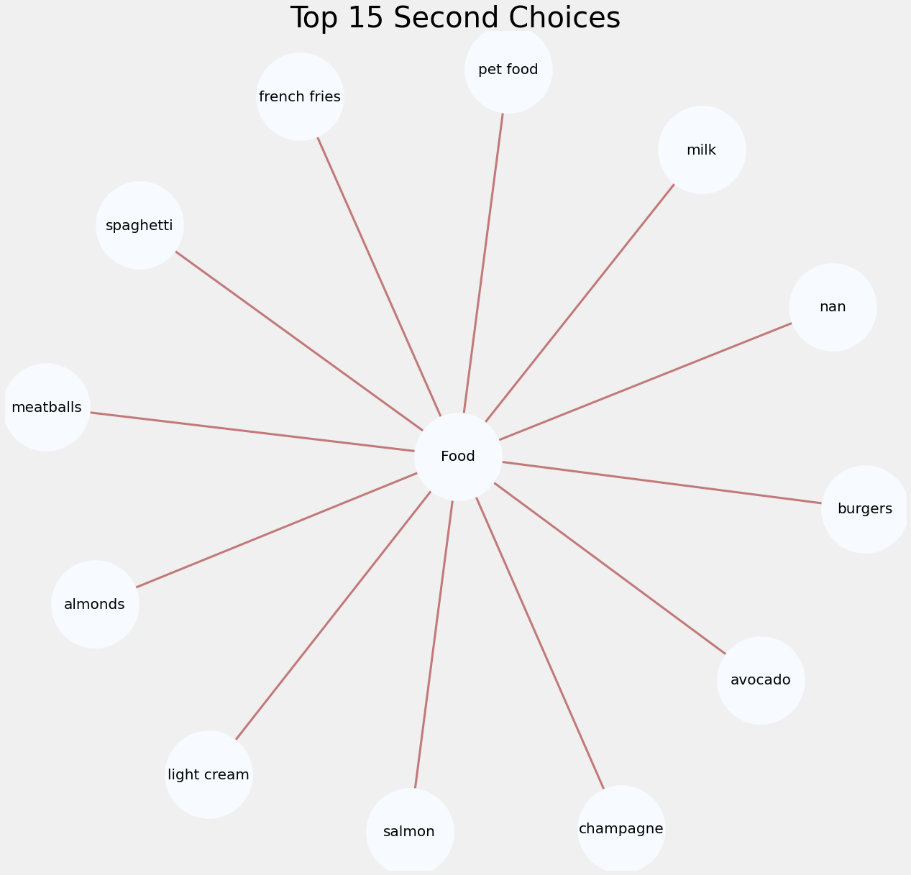 Top 15 Second Choices
pet food
french fries
milk
spaghetti
nan
meatballs
Food
burgers
almonds
avocado
light cream
champagne
salmon